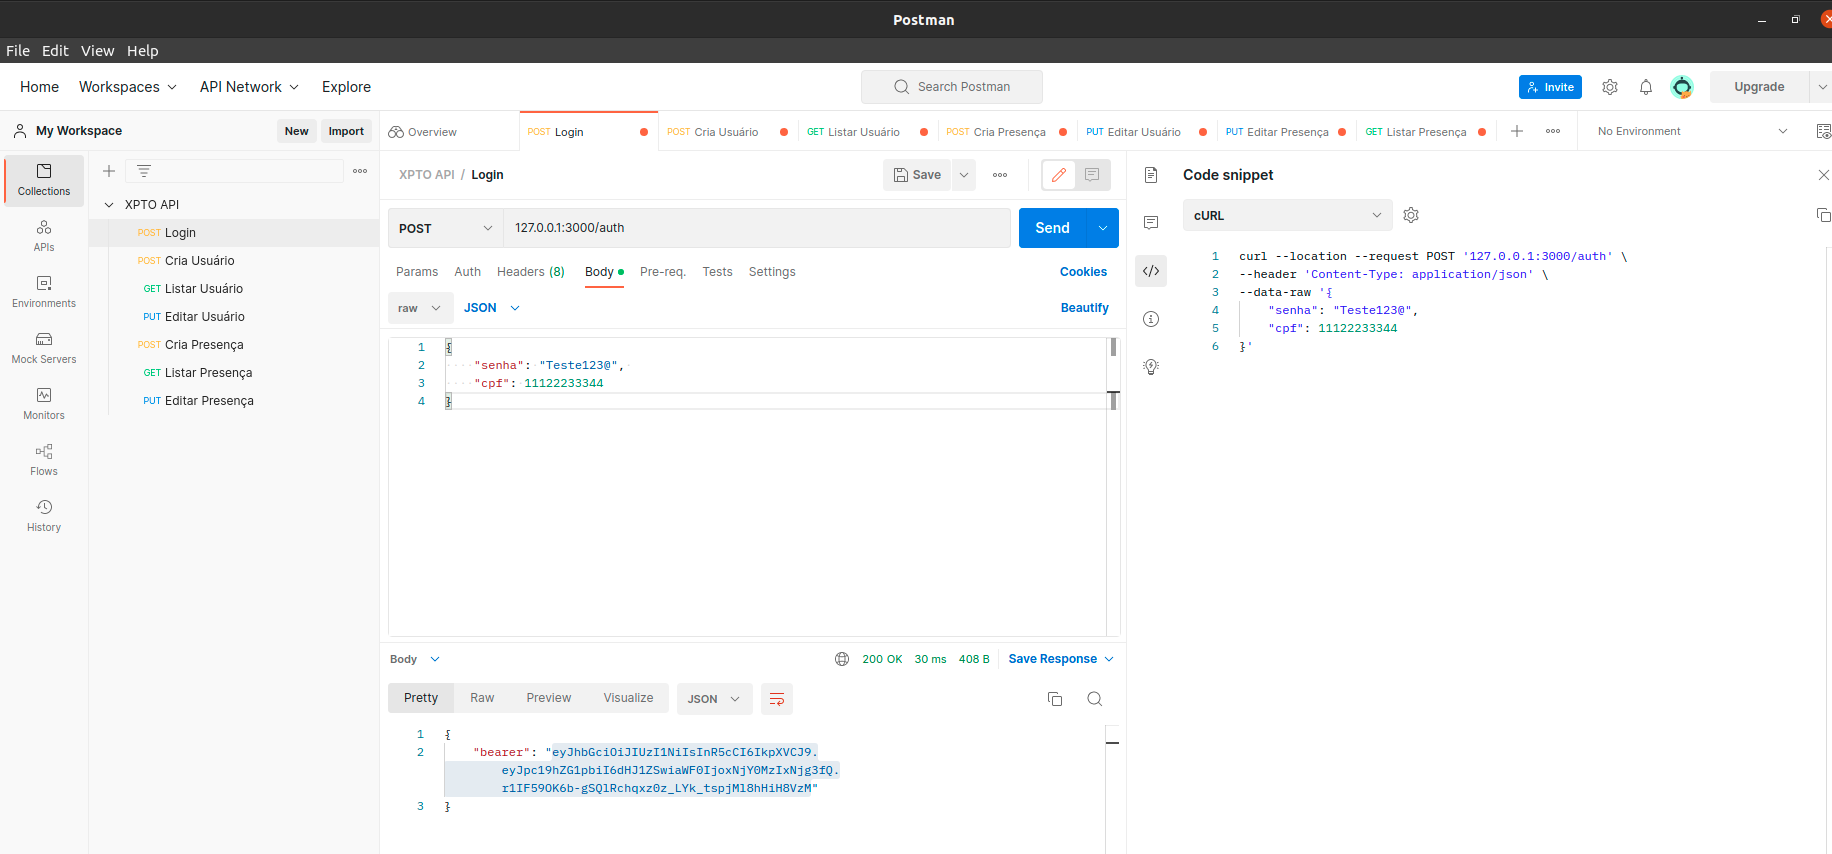 Postman
File Edit View Help
Home Workspaces API Network Explore Search Postman Invite Upgrade
My Workspace New Import Overview POST Login POST Cria Usuário GET Listar Usuário POST Cria Presença PUT Editar Usuário PUT Editar Presença GET Listar Presença No Environment
Collections
APIs
Environments
Mock Servers
Monitors
Flows
History
XPTO API
POST Login
POST Cria Usuário
GET Listar Usuário
PUT Editar Usuário
POST Cria Presença
GET Listar Presença
PUT Editar Presença
XPTO API / Login Save
POST 127.0.0.1:3000/auth Send
Params Auth Headers (8) Body Pre-req. Tests Settings Cookies
raw JSON Beautify
1 {
2 "senha": "Teste123@",
3 "cpf": 11122233344
4 }
Body 200 OK 30 ms 408 B Save Response
Pretty Raw Preview Visualize JSON
1 {
2 "bearer": "eyJhbGciOiJIUzI1NiIsInR5cCI6IkpXVCJ9.
eyJpc19hZG1pbiI6dHJ1ZSwiaWF0IjoxNjY0MzIxNjg3fQ.
r1IF59OK6b-gSQlRchqxz0z_LYk_tspjMl8hHiH8VzM"
3 }
Code snippet
cURL
1 curl --location --request POST '127.0.0.1:3000/auth' \
2 --header 'Content-Type: application/json' \
3 --data-raw '{
4 "senha": "Teste123@",
5 "cpf": 11122233344
6 }'